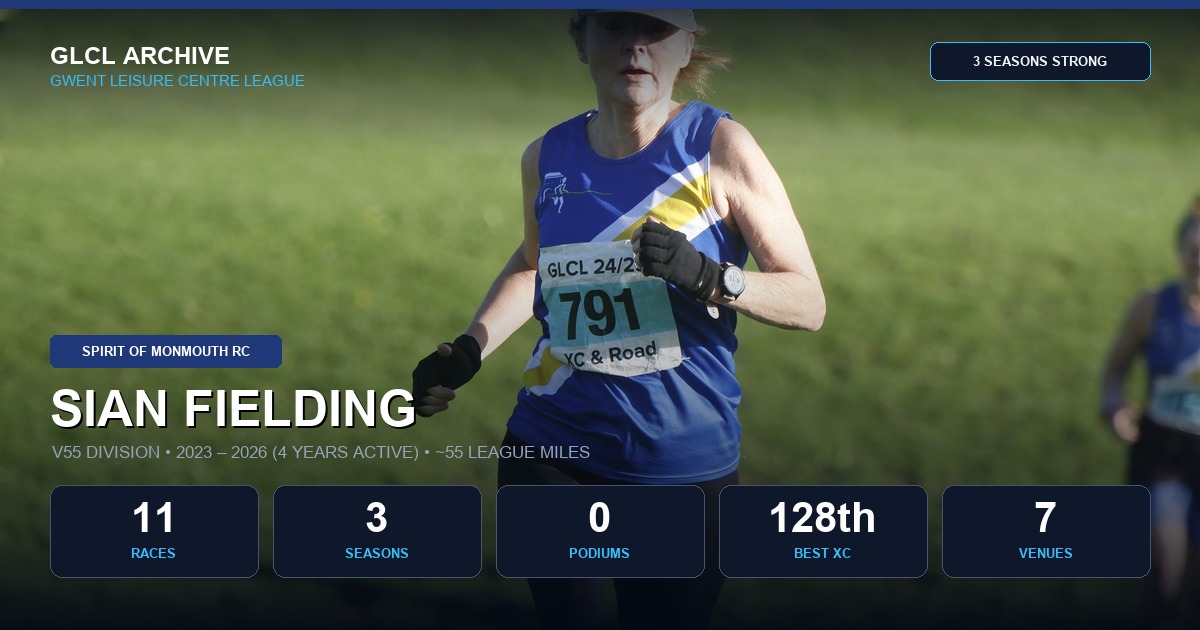 GLCL ARCHIVE
GWENT LEISURE CENTRE LEAGUE
3 SEASONS STRONG
GLCL 24/2
791
XC & Road
SPIRIT OF MONMOUTH RC
SIAN FIELDING
V55 DIVISION • 2023 – 2026 (4 YEARS ACTIVE) • ~55 LEAGUE MILES
11
RACES
3
SEASONS
0
PODIUMS
128th
BEST XC
7
VENUES